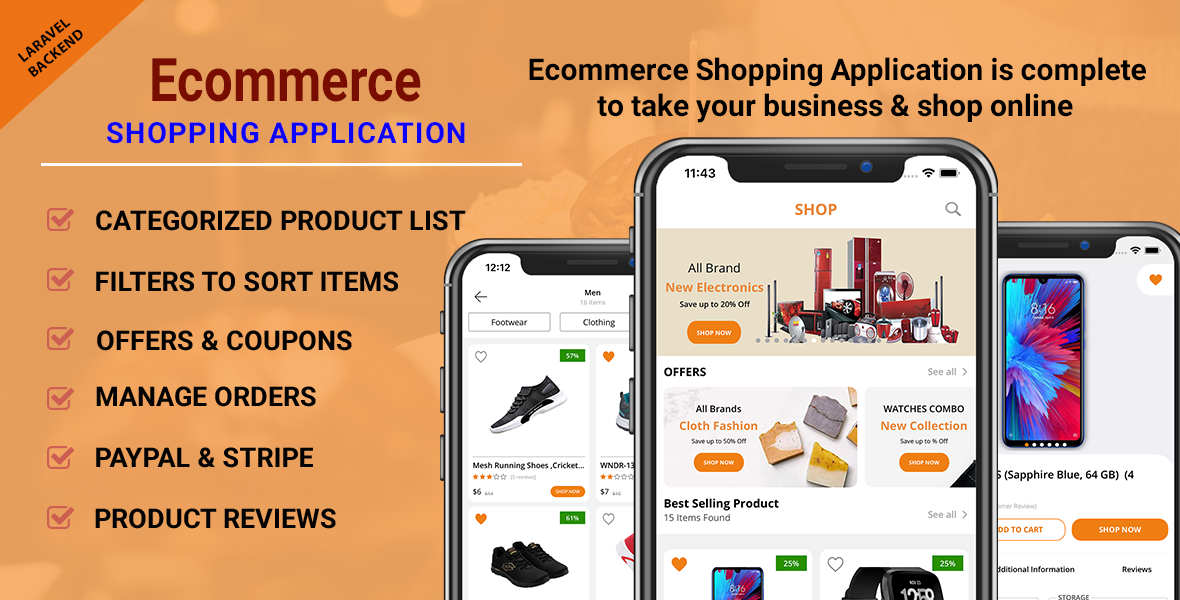 LARAVEL
BACKEND
Ecommerce
SHOPPING APPLICATION
Ecommerce Shopping Application is complete
to take your business & shop online
CATEGORIZED PRODUCT LIST
FILTERS TO SORT ITEMS
OFFERS & COUPONS
MANAGE ORDERS
PAYPAL & STRIPE
PRODUCT REVIEWS
12:12
Men
16 Items
Footwear
Clothing
57%
Mesh Running Shoes ,Cricket...
WNDR-13
(5 reviews)
$6
SHOP NOW
$7
61%
11:43
SHOP
All Brand
New Electronics
Save up to 20% Off
SHOP NOW
OFFERS
See all
All Brands
Cloth Fashion
Save up to 50% Off
SHOP NOW
WATCHES COMBO
New Collection
Save up to % Off
SHOP NOW
Best Selling Product
15 Items Found
See all
25%
25%
8:16
8:16
S (Sapphire Blue, 64 GB) (4
omer Review)
DD TO CART
SHOP NOW
dditional Information
Reviews
STORAGE